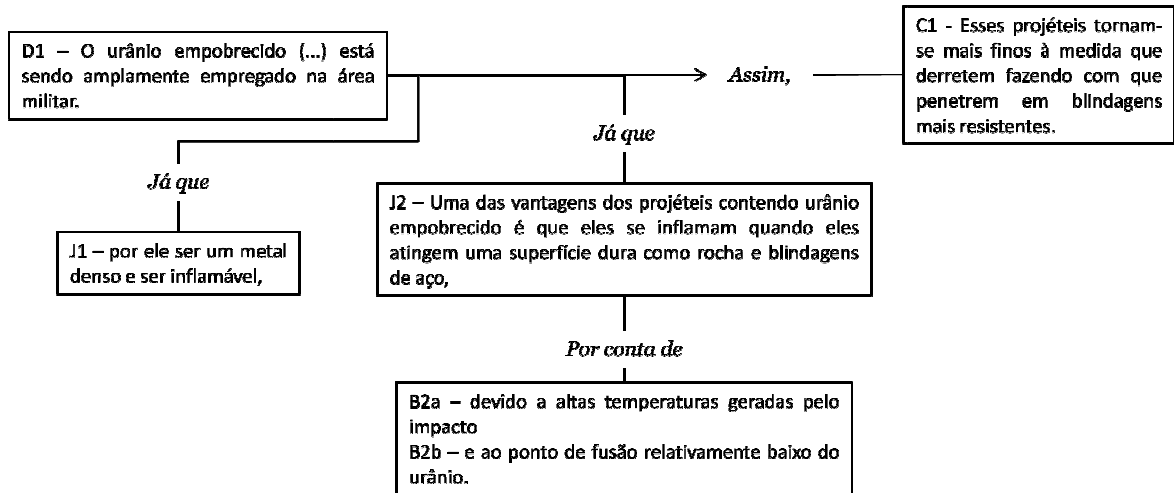 D1 – O urânio empobrecido (...) está
sendo amplamente empregado na área
militar.
Assim,
C1 - Esses projéteis tornam-
se mais finos à medida que
derretem fazendo com que
penetrem em blindagens
mais resistentes.
Já que
J1 – por ele ser um metal
denso e ser inflamável,
Já que
J2 – Uma das vantagens dos projéteis contendo urânio
empobrecido é que eles se inflamam quando eles
atingem uma superfície dura como rocha e blindagens
de aço,
Por conta de
B2a – devido a altas temperaturas geradas pelo
impacto
B2b – e ao ponto de fusão relativamente baixo do
urânio.